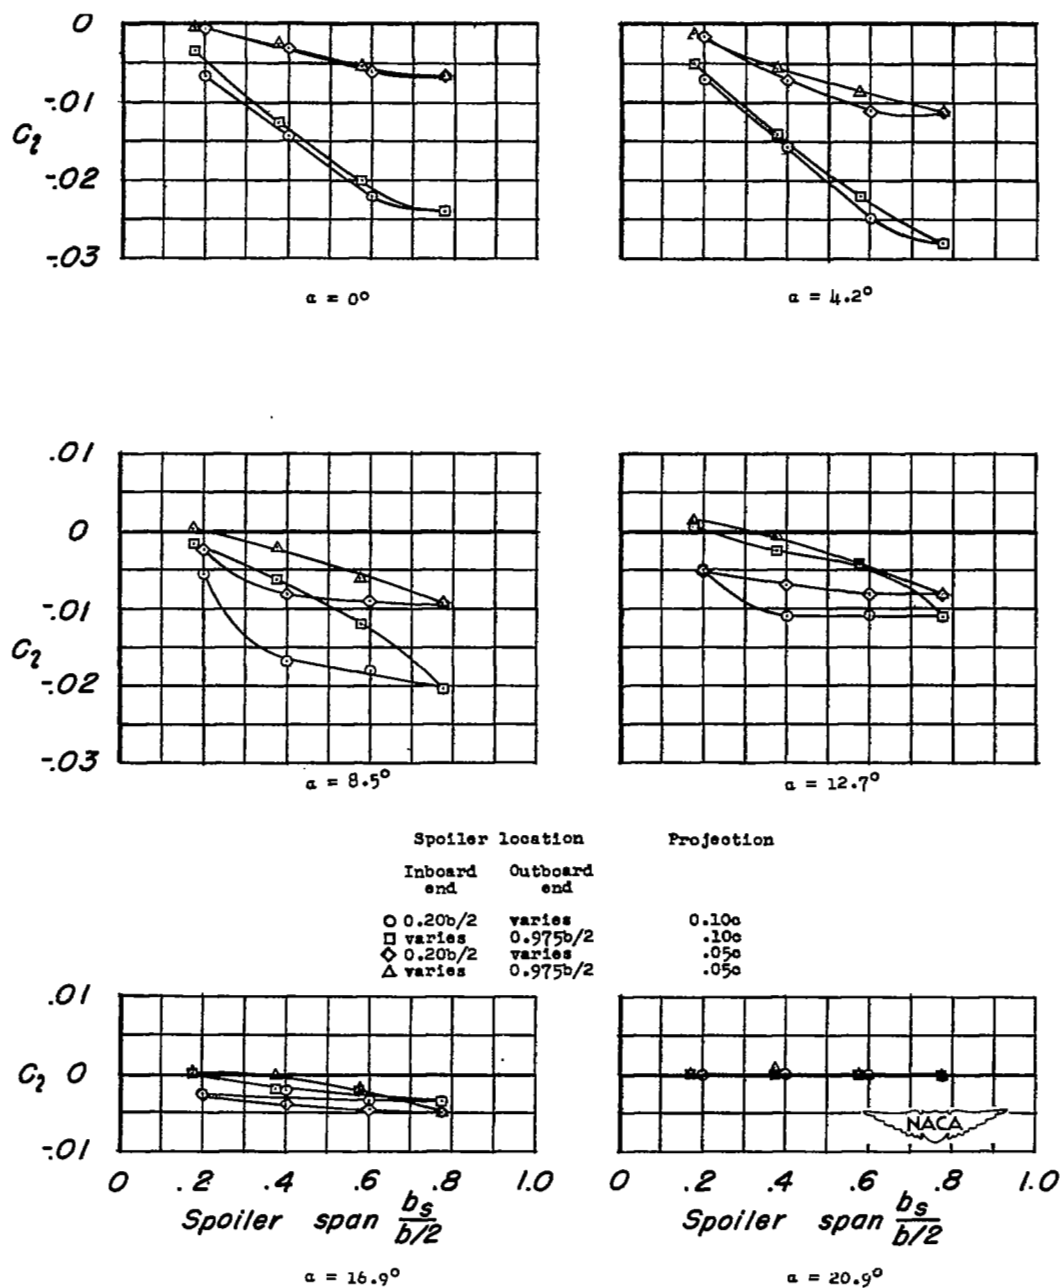 0
-.01
C_l
-.02
-.03
α = 0°
α = 4.2°
.01
0
-.01
C_l
-.02
-.03
α = 8.5°
α = 12.7°
Spoiler location Projection
Inboard end Outboard end
○ 0.20b/2 varies 0.10c
□ varies 0.975b/2 .10c
◇ 0.20b/2 varies .05c
△ varies 0.975b/2 .05c
.01
C_l 0
-.01
NACA
0 .2 .4 .6 .8 1.0
0 .2 .4 .6 .8 1.0
Spoiler span b_s
b/2
Spoiler span b_s
b/2
α = 16.9°
α = 20.9°